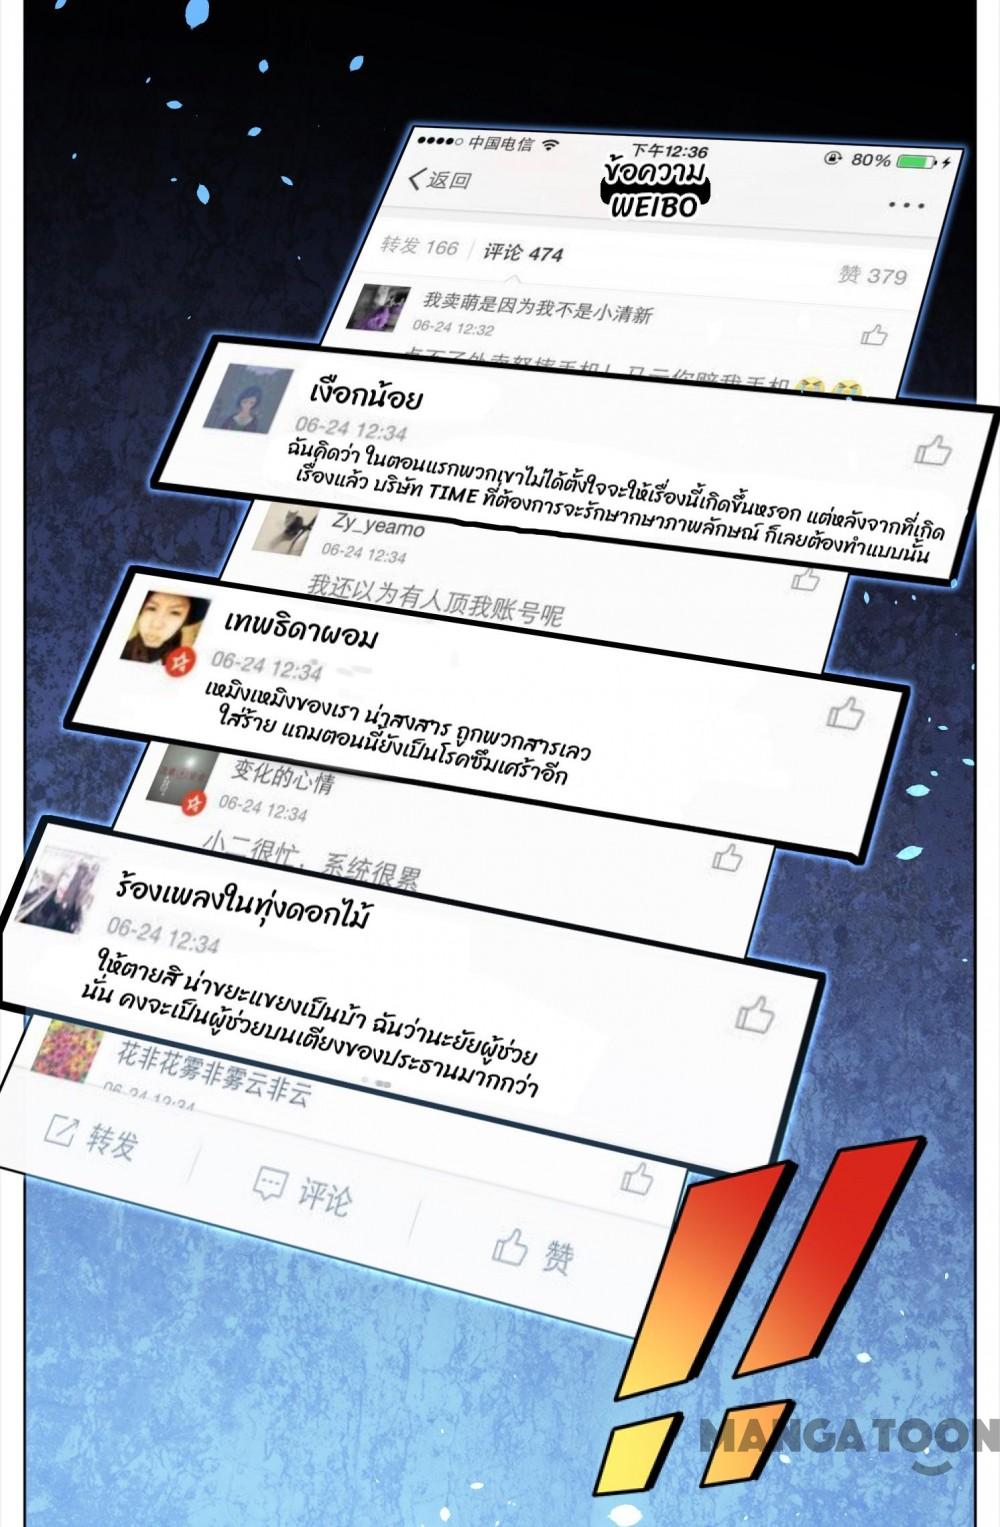 中国电信 下午12:36 80%
返回
ข้อความ
WEIBO
转发 166 评论 474 赞 379
我卖萌是因为我不是小清新
06-24 12:32
เงือกน้อย
06-24 12:34
ฉันคิดว่า ในตอนแรกพวกเขาไม่ได้ตั้งใจจะให้เรื่องนี้เกิดขึ้นหรอก แต่หลังจากที่เกิด
เรื่องแล้ว บริษัท TIME ที่ต้องการจะรักษากษาภาพลักษณ์ ก็เลยต้องทำแบบนั้น
Zy_yeamo
06-24 12:34
我还以为有人顶我账号呢
เทพธิดาผอม
06-24 12:34
เหมิงเหมิงของเรา น่าสงสาร ถูกพวกสารเลว
ใส่ร้าย แถมตอนนี้ยังเป็นโรคซึมเศร้าอีก
变化的心情
06-24 12:34
小二很忙，系统很累
ร้องเพลงในทุ่งดอกไม้
06-24 12:34
ให้ตายสิ น่าขยะแขยงเป็นบ้า ฉันว่านะยัยผู้ช่วย
นั่น คงจะเป็นผู้ช่วยบนเตียงของประธานมากกว่า
花非花雾非雾云非云
06-24 12:34
转发 评论 赞
!!
MANGATOON